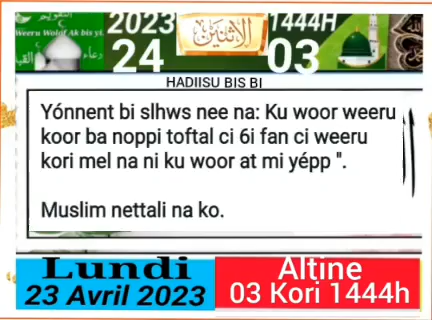 Weeru Wolof Ak bis yi.
2023
24
الإثنين
1444H
03
HADIISU BIS BI
Yónnent bi slhws nee na: Ku woor weeru
koor ba noppi toftal ci 6i fan ci weeru
kori mel na ni ku woor at mi yépp ".
Muslim nettali na ko.
Lundi
23 Avril 2023
Altine
03 Kori 1444h